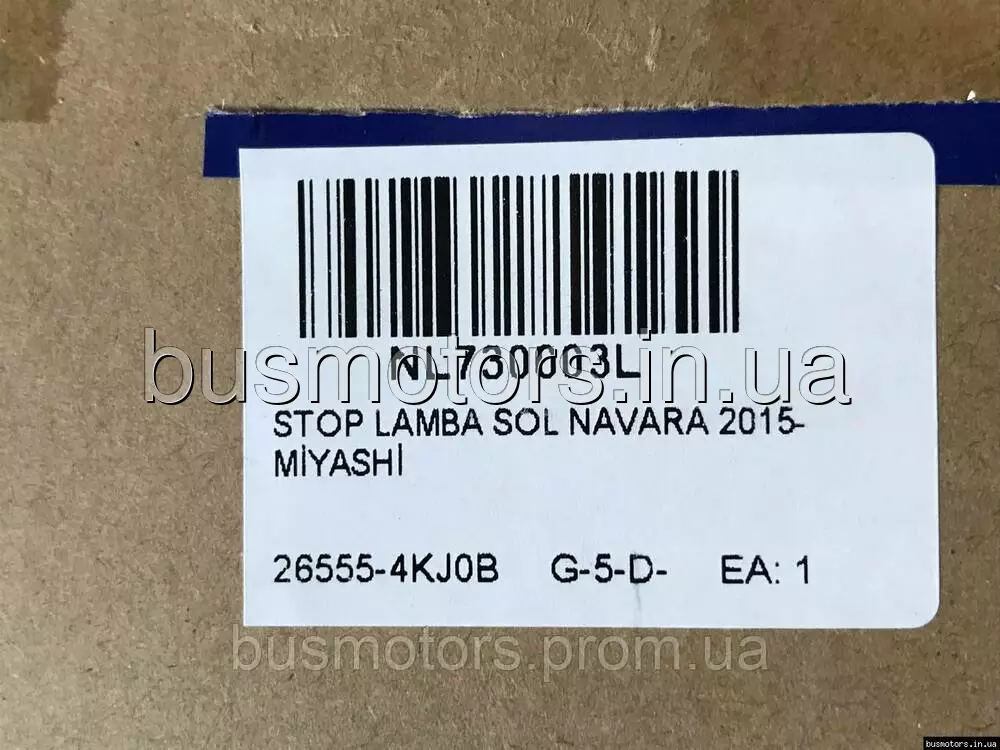 NL730003L
busmotors.in.ua
STOP LAMBA SOL NAVARA 2015-
MİYASHİ
26555-4KJ0B G-5-D- EA: 1
busmotors.prom.ua
busmotors.in.ua